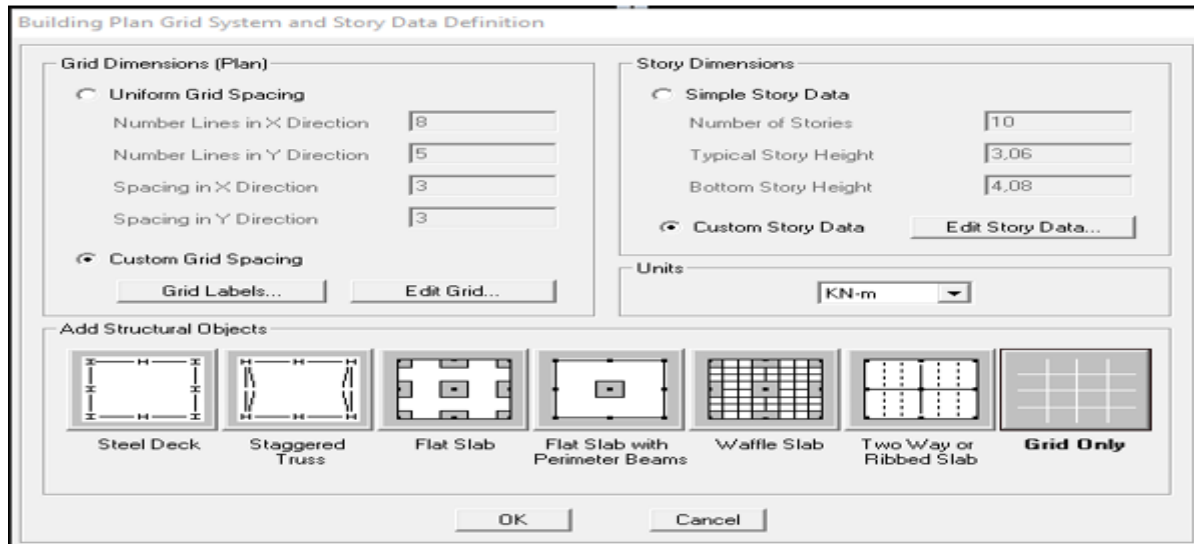 Building Plan Grid System and Story Data Definition
Grid Dimensions (Plan)
Uniform Grid Spacing
Number Lines in X Direction 8
Number Lines in Y Direction 5
Spacing in X Direction 3
Spacing in Y Direction 3
Custom Grid Spacing
Grid Labels... Edit Grid...
Story Dimensions
Simple Story Data
Number of Stories 10
Typical Story Height 3,06
Bottom Story Height 4,08
Custom Story Data Edit Story Data...
Units
KN-m
Add Structural Objects
Steel Deck
Staggered
Truss
Flat Slab
Flat Slab with
Perimeter Beams
Waffle Slab
Two Way or
Ribbed Slab
Grid Only
OK Cancel